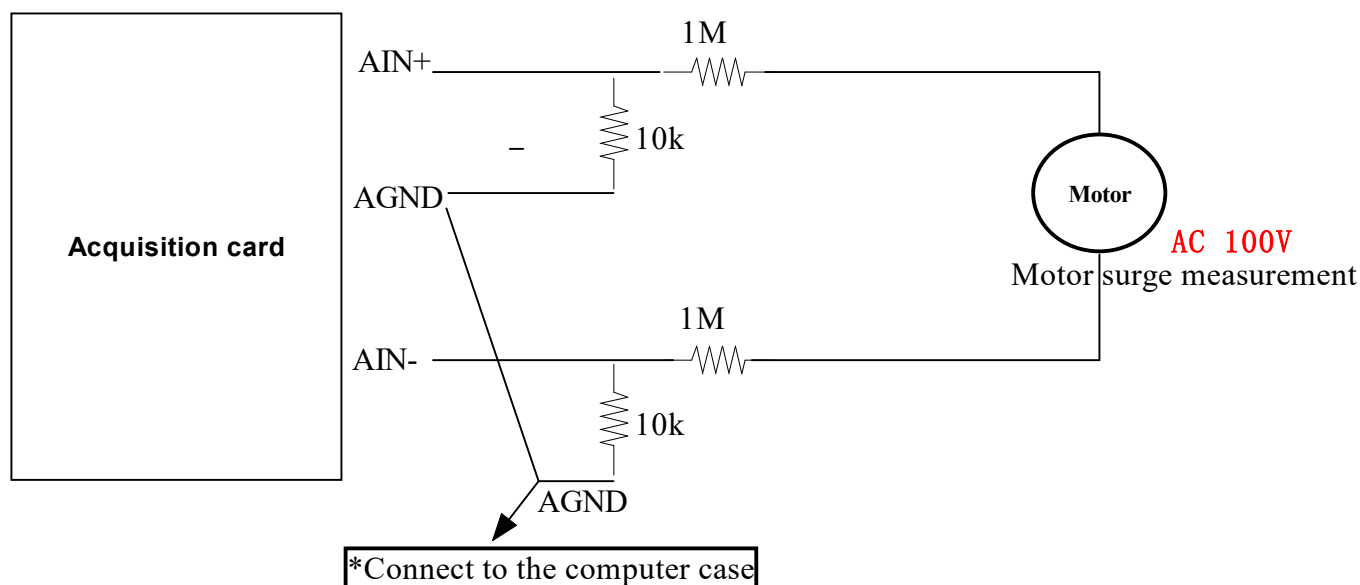 1M
AIN+
10k
–
AGND
Motor
Acquisition card
AC 100V
Motor surge measurement
1M
AIN-
10k
AGND
*Connect to the computer case